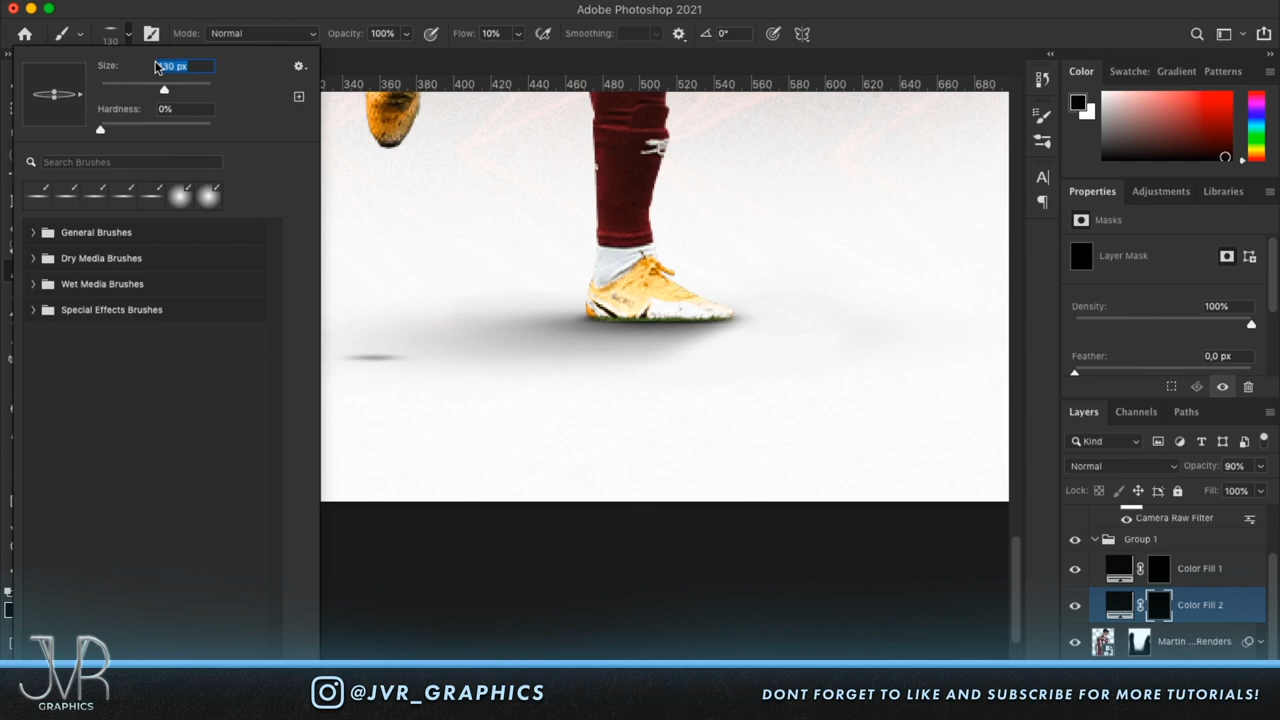 Adobe Photoshop 2021
130
Mode: Normal Opacity: 100% Flow: 10% Smoothing: 0°
Size: 130 px
Hardness: 0%
Search Brushes
General Brushes
Dry Media Brushes
Wet Media Brushes
Special Effects Brushes
340 360 380 400 420 440 460 480 500 520 540 560 580 600 620 640 660 680
Color Swatche: Gradient Patterns
Properties Adjustments Libraries
Masks
Layer Mask
Density: 100%
Feather: 0,0 px
Layers Channels Paths
Kind
Normal Opacity: 90%
Lock: Fill: 100%
Camera Raw Filter
Group 1
Color Fill 1
Color Fill 2
Martin ...Renders
JVR
GRAPHICS
@JVR_GRAPHICS
DONT FORGET TO LIKE AND SUBSCRIBE FOR MORE TUTORIALS!